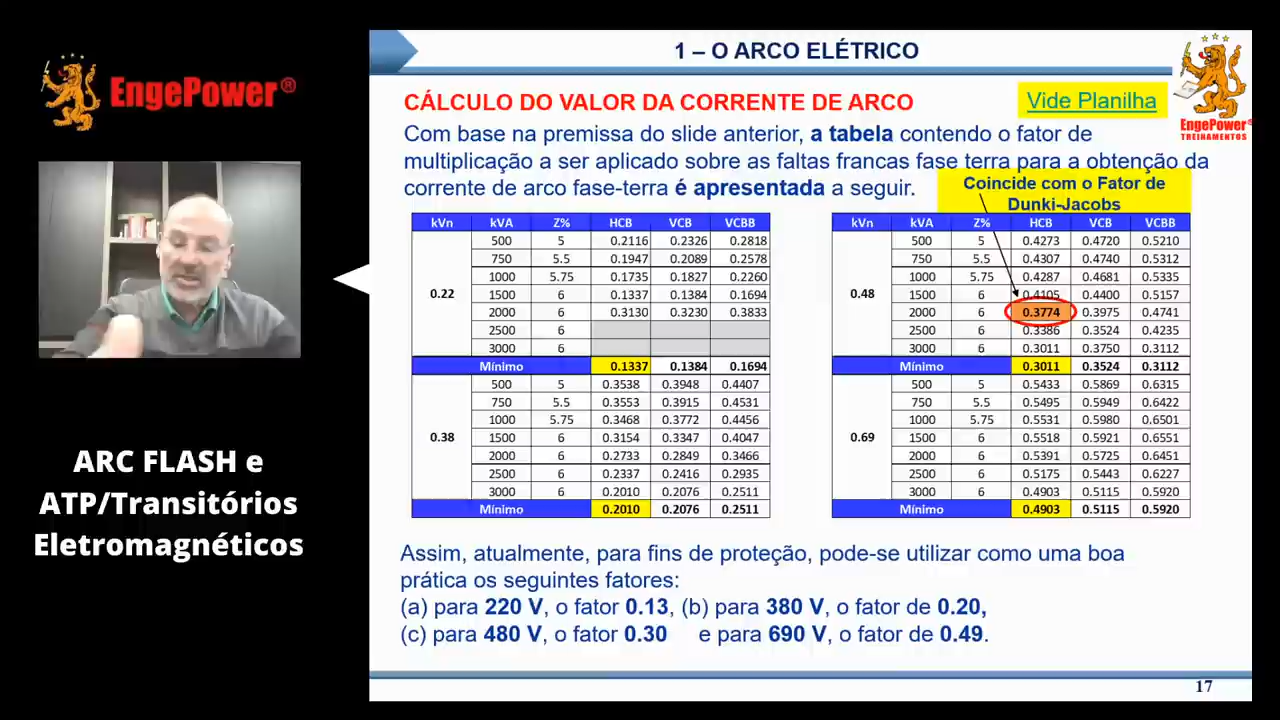 EngePower®
ARC FLASH e
ATP/Transitórios
Eletromagnéticos
1 – O ARCO ELÉTRICO
EngePower®
TREINAMENTOS
CÁLCULO DO VALOR DA CORRENTE DE ARCO
Vide Planilha
Com base na premissa do slide anterior, a tabela contendo o fator de
multiplicação a ser aplicado sobre as faltas francas fase terra para a obtenção da
corrente de arco fase-terra é apresentada a seguir.
Coincide com o Fator de
Dunki-Jacobs
kVn kVA Z% HCB VCB VCBB
500 5 0.2116 0.2326 0.2818
750 5.5 0.1947 0.2089 0.2578
1000 5.75 0.1735 0.1827 0.2260
0.22 1500 6 0.1337 0.1384 0.1694
2000 6 0.3130 0.3230 0.3833
2500 6
3000 6
Mínimo 0.1337 0.1384 0.1694
500 5 0.3538 0.3948 0.4407
750 5.5 0.3553 0.3915 0.4531
1000 5.75 0.3468 0.3772 0.4456
0.38 1500 6 0.3154 0.3347 0.4047
2000 6 0.2733 0.2849 0.3466
2500 6 0.2337 0.2416 0.2935
3000 6 0.2010 0.2076 0.2511
Mínimo 0.2010 0.2076 0.2511
kVn kVA Z% HCB VCB VCBB
500 5 0.4273 0.4720 0.5210
750 5.5 0.4307 0.4740 0.5312
1000 5.75 0.4287 0.4681 0.5335
0.48 1500 6 0.4105 0.4400 0.5157
2000 6 0.3774 0.3975 0.4741
2500 6 0.3386 0.3524 0.4235
3000 6 0.3011 0.3750 0.3112
Mínimo 0.3011 0.3524 0.3112
500 5 0.5433 0.5869 0.6315
750 5.5 0.5495 0.5949 0.6422
1000 5.75 0.5531 0.5980 0.6501
0.69 1500 6 0.5518 0.5921 0.6551
2000 6 0.5391 0.5725 0.6451
2500 6 0.5175 0.5443 0.6227
3000 6 0.4903 0.5115 0.5920
Mínimo 0.4903 0.5115 0.5920
Assim, atualmente, para fins de proteção, pode-se utilizar como uma boa
prática os seguintes fatores:
(a) para 220 V, o fator 0.13, (b) para 380 V, o fator de 0.20,
(c) para 480 V, o fator 0.30 e para 690 V, o fator de 0.49.
17